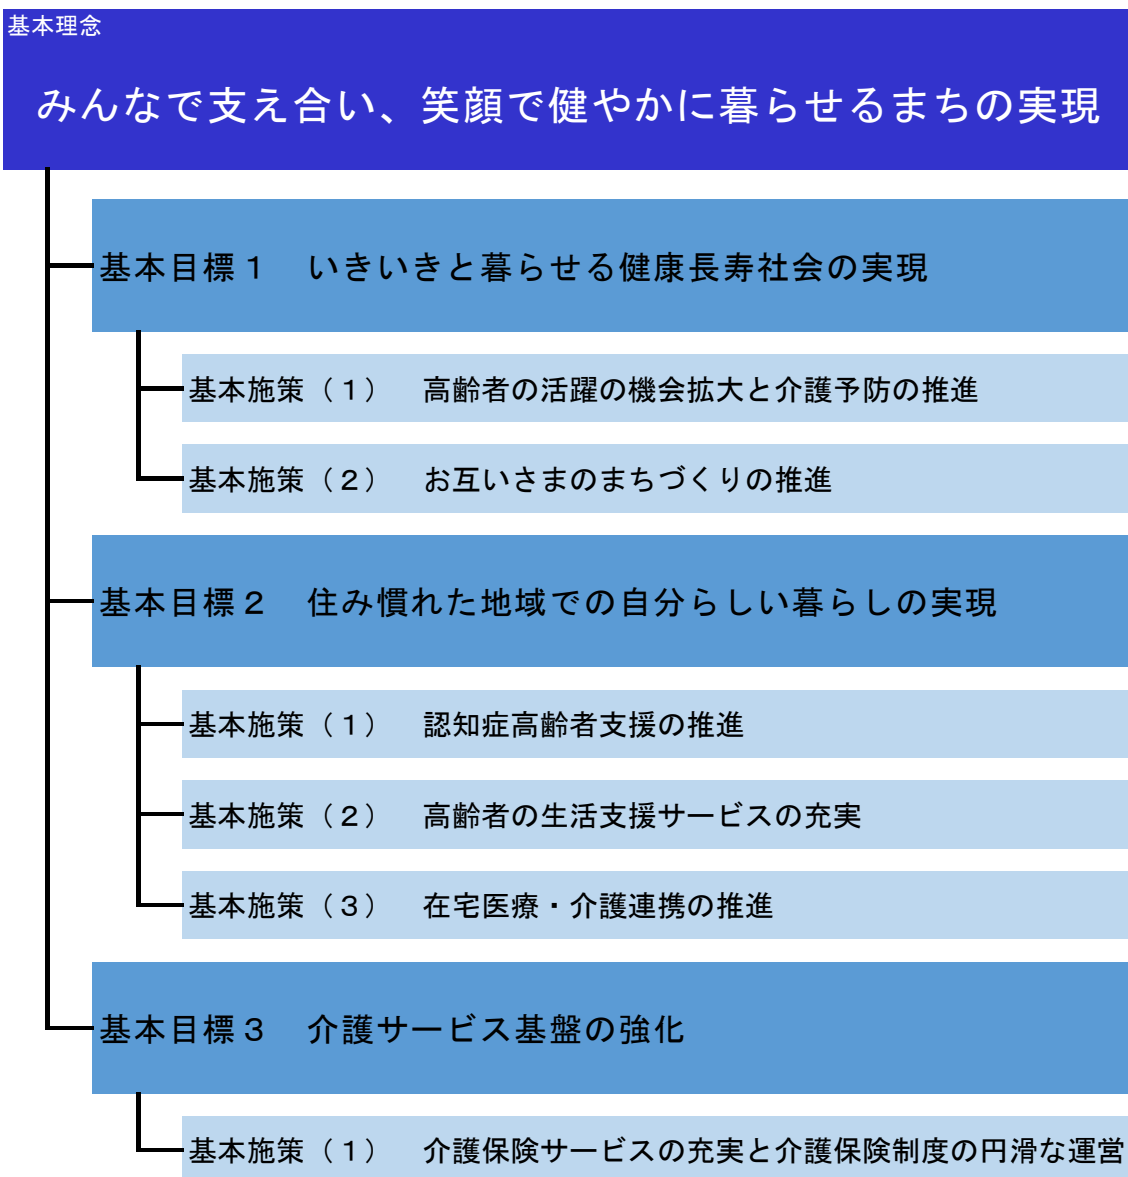 基本理念
みんなで支え合い、笑顔で健やかに暮らせるまちの実現
基本目標１　いきいきと暮らせる健康長寿社会の実現
基本施策（１）　高齢者の活躍の機会拡大と介護予防の推進
基本施策（２）　お互いさまのまちづくりの推進
基本目標２　住み慣れた地域での自分らしい暮らしの実現
基本施策（１）　認知症高齢者支援の推進
基本施策（２）　高齢者の生活支援サービスの充実
基本施策（３）　在宅医療・介護連携の推進
基本目標３　介護サービス基盤の強化
基本施策（１）　介護保険サービスの充実と介護保険制度の円滑な運営